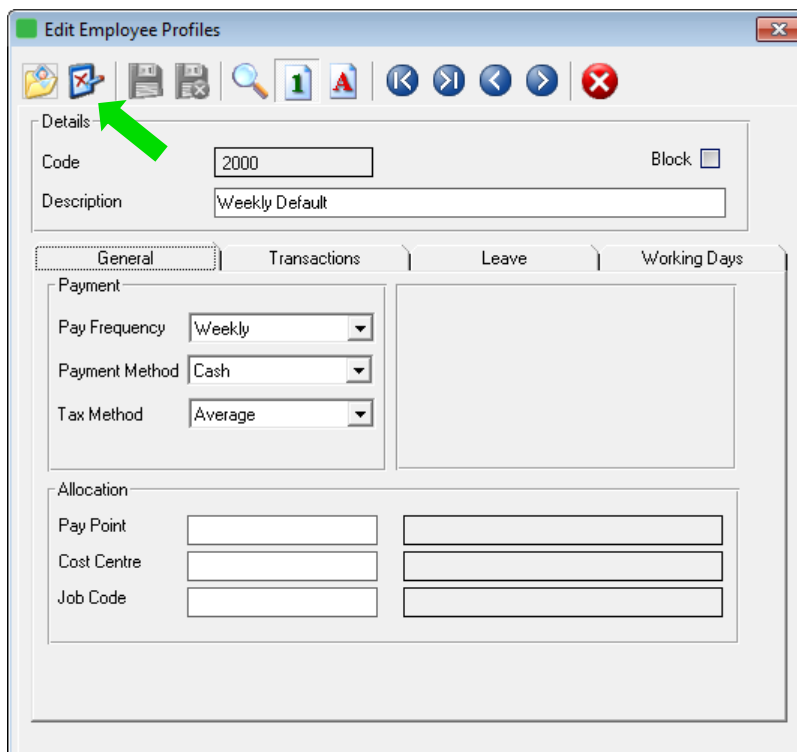 Edit Employee Profiles
1 A
Details
Code 2000 Block
Description Weekly Default
General Transactions Leave Working Days
Payment
Pay Frequency Weekly
Payment Method Cash
Tax Method Average
Allocation
Pay Point
Cost Centre
Job Code